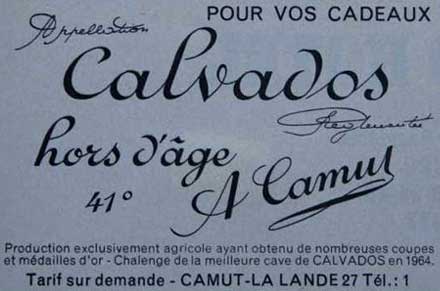 POUR VOS CADEAUX
Appellation
Calvados
Réglementée
hors d'âge
41°
A Camut
Production exclusivement agricole ayant obtenu de nombreuses coupes
et médailles d'or - Chalenge de la meilleure cave de CALVADOS en 1964.
Tarif sur demande - CAMUT-LA LANDE 27 Tél.: 1